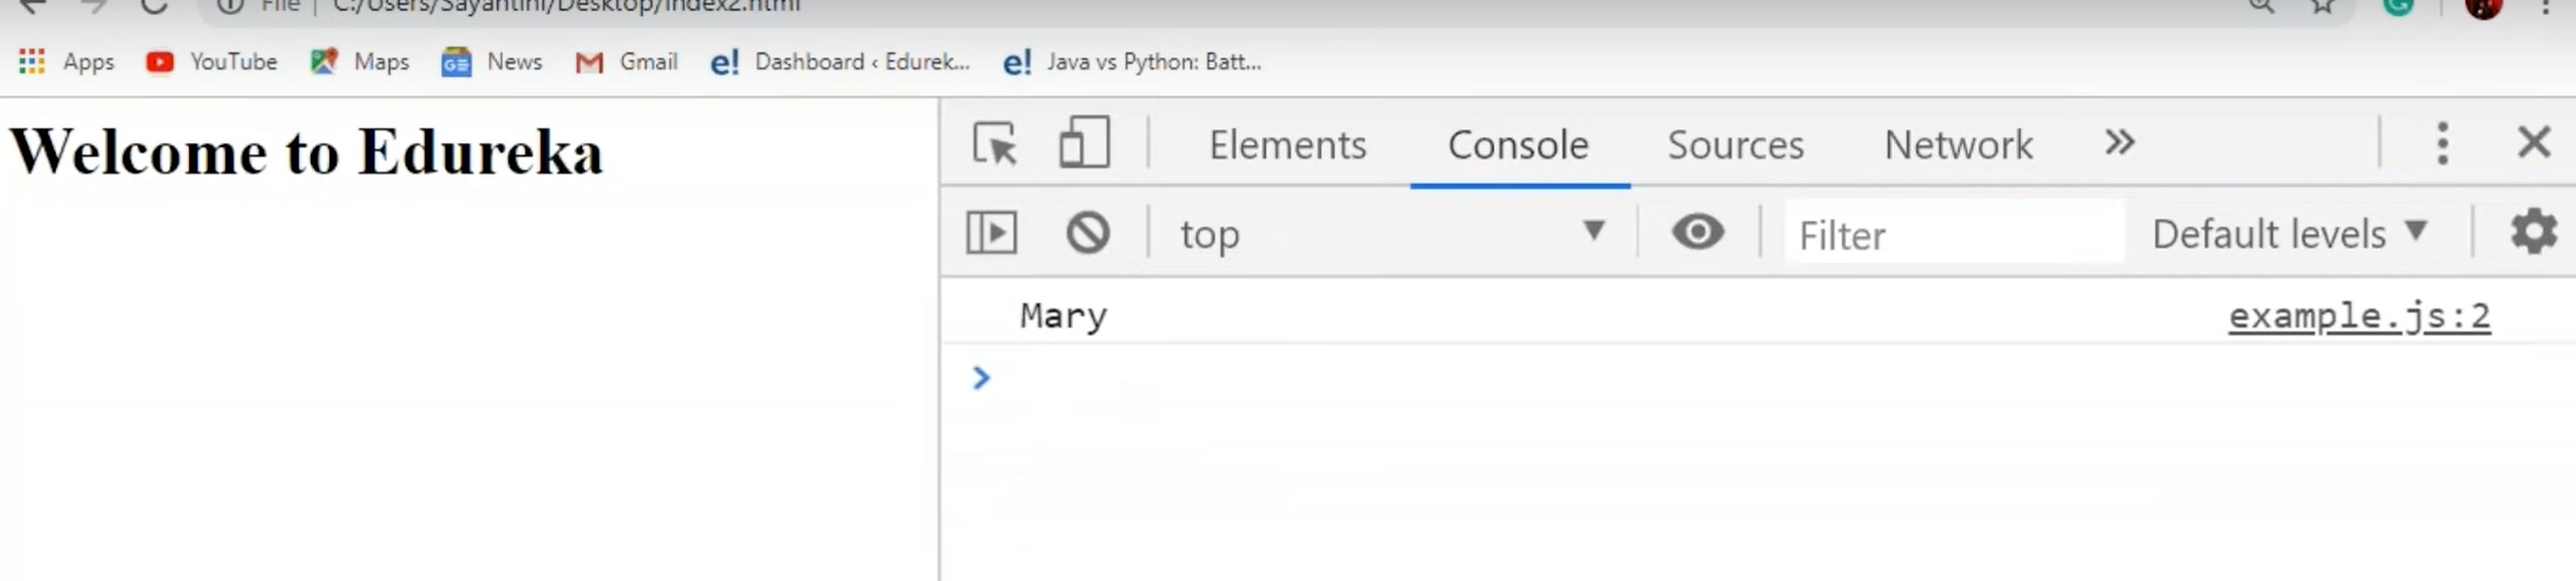 File | C:/Users/Sayantini/Desktop/index2.html
Apps YouTube Maps GE News Gmail e! Dashboard ‹ Edurek... e! Java vs Python: Batt...
Welcome to Edureka
Elements Console Sources Network »
top Filter Default levels
Mary example.js:2
>